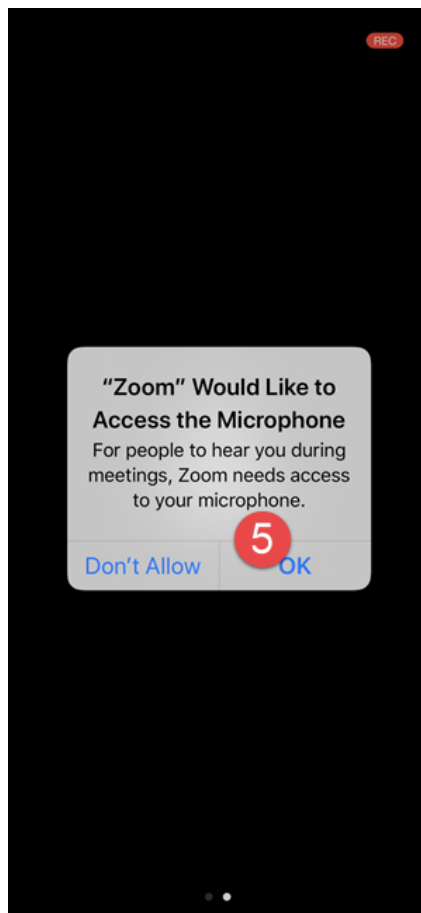 REC
“Zoom” Would Like to
Access the Microphone
For people to hear you during
meetings, Zoom needs access
to your microphone.
5
Don’t Allow OK